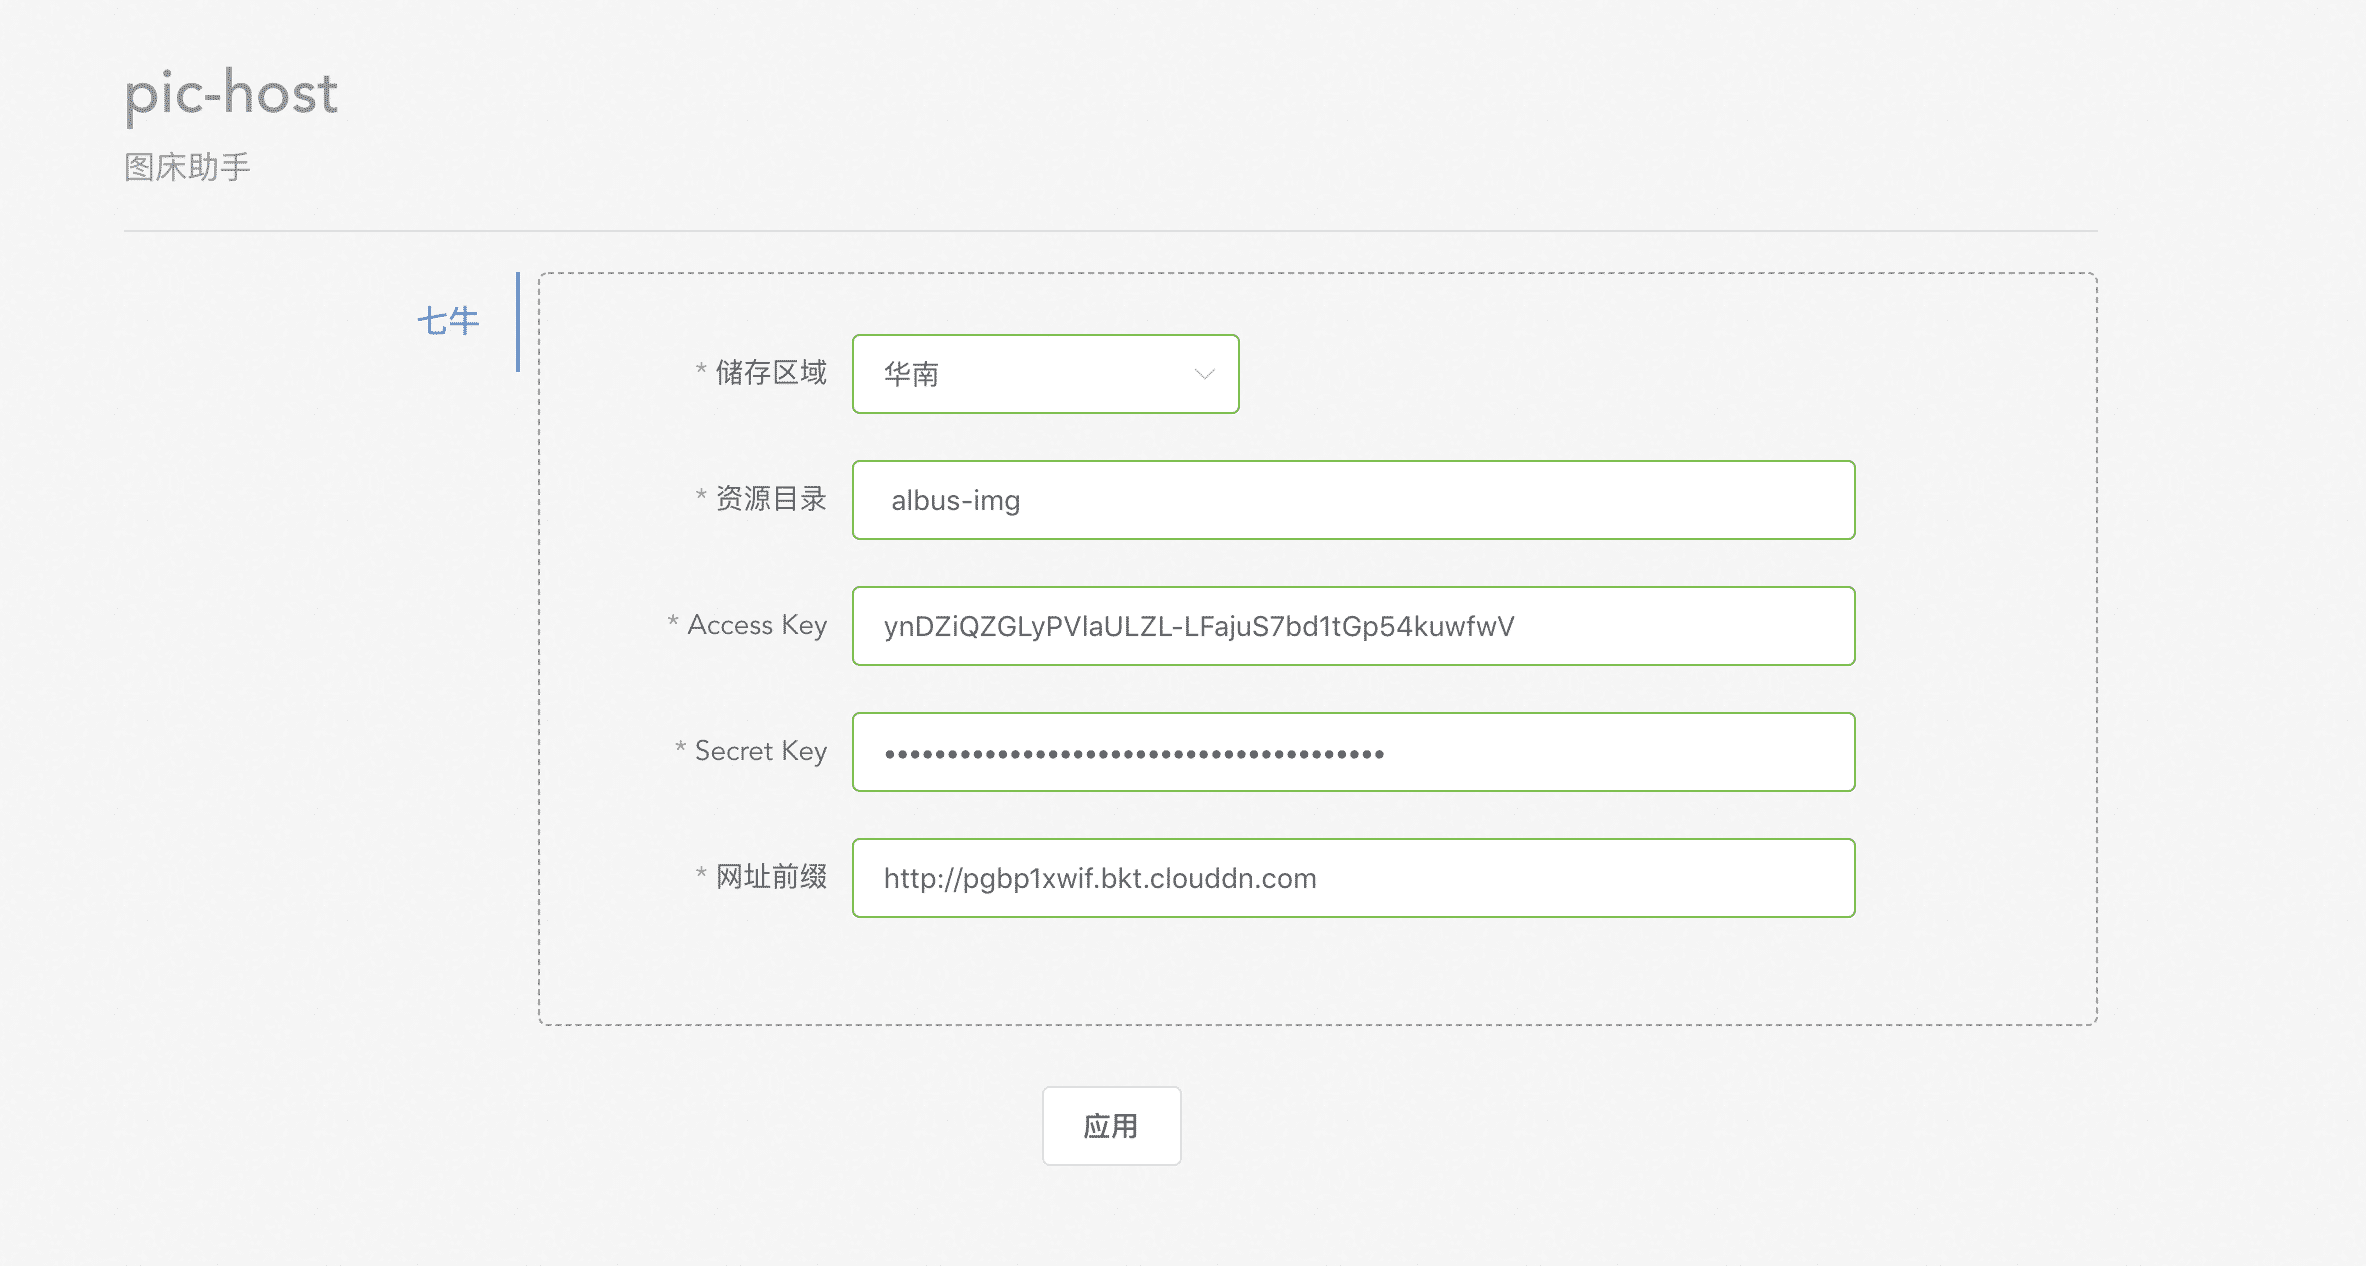 pic-host
图床助手
七牛
* 储存区域 华南
* 资源目录 albus-img
* Access Key ynDZiQZGLyPVlaULZL-LFajuS7bd1tGp54kuwfwV
* Secret Key ••••••••••••••••••••••••••••••••••••••••
* 网址前缀 http://pgbp1xwif.bkt.clouddn.com
应用